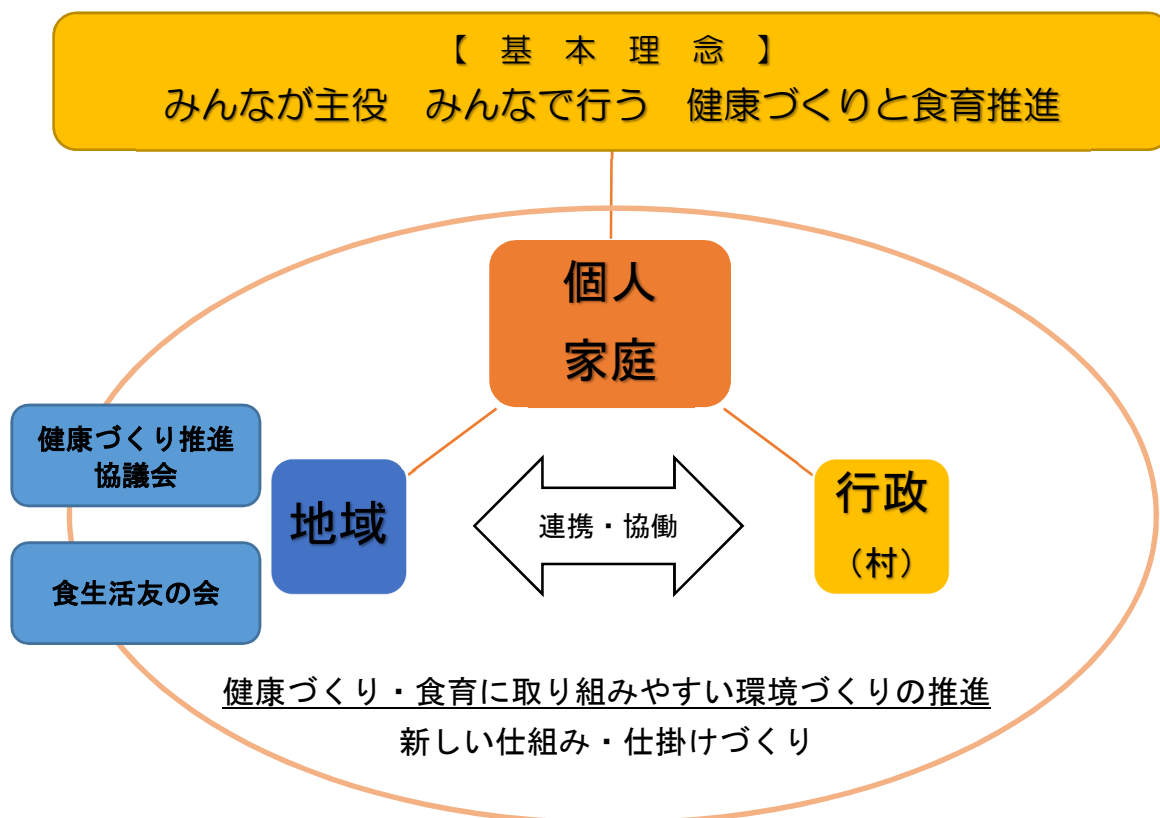 【　基　本　理　念　】
みんなが主役　みんなで行う　健康づくりと食育推進
個人
家庭
健康づくり推進
協議会
地域
連携・協働
行政
（村）
食生活友の会
健康づくり・食育に取り組みやすい環境づくりの推進
新しい仕組み・仕掛けづくり